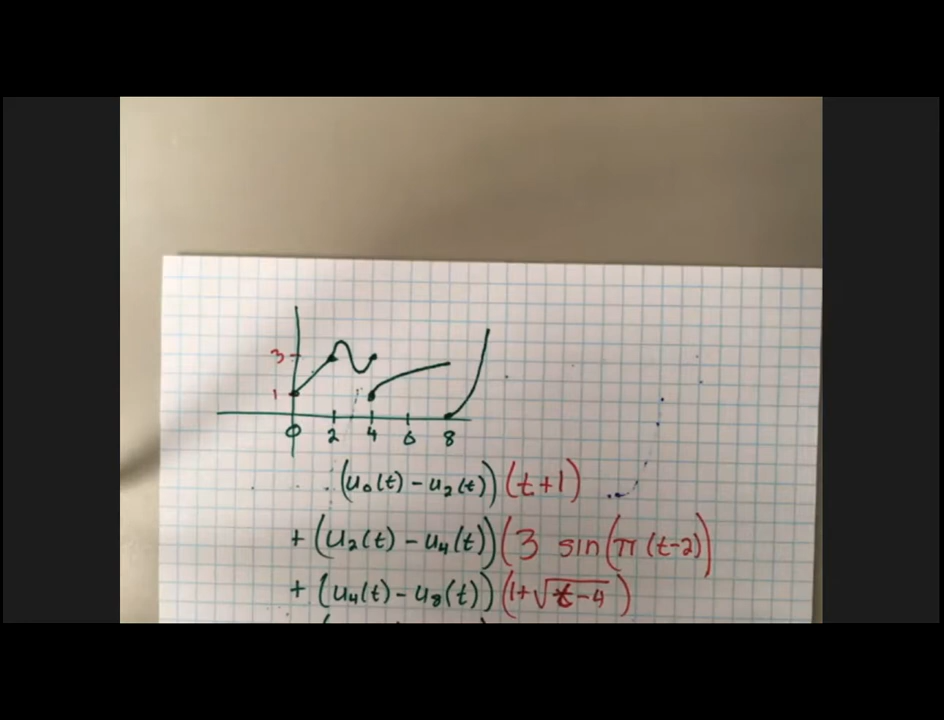 3
1
0 2 4 6 8
(u₀(t) - u₂(t)) (t+1)
+ (u₂(t) - u₄(t)) (3 sin(π(t-2))
+ (u₄(t) - u₈(t)) (1+√t-4)